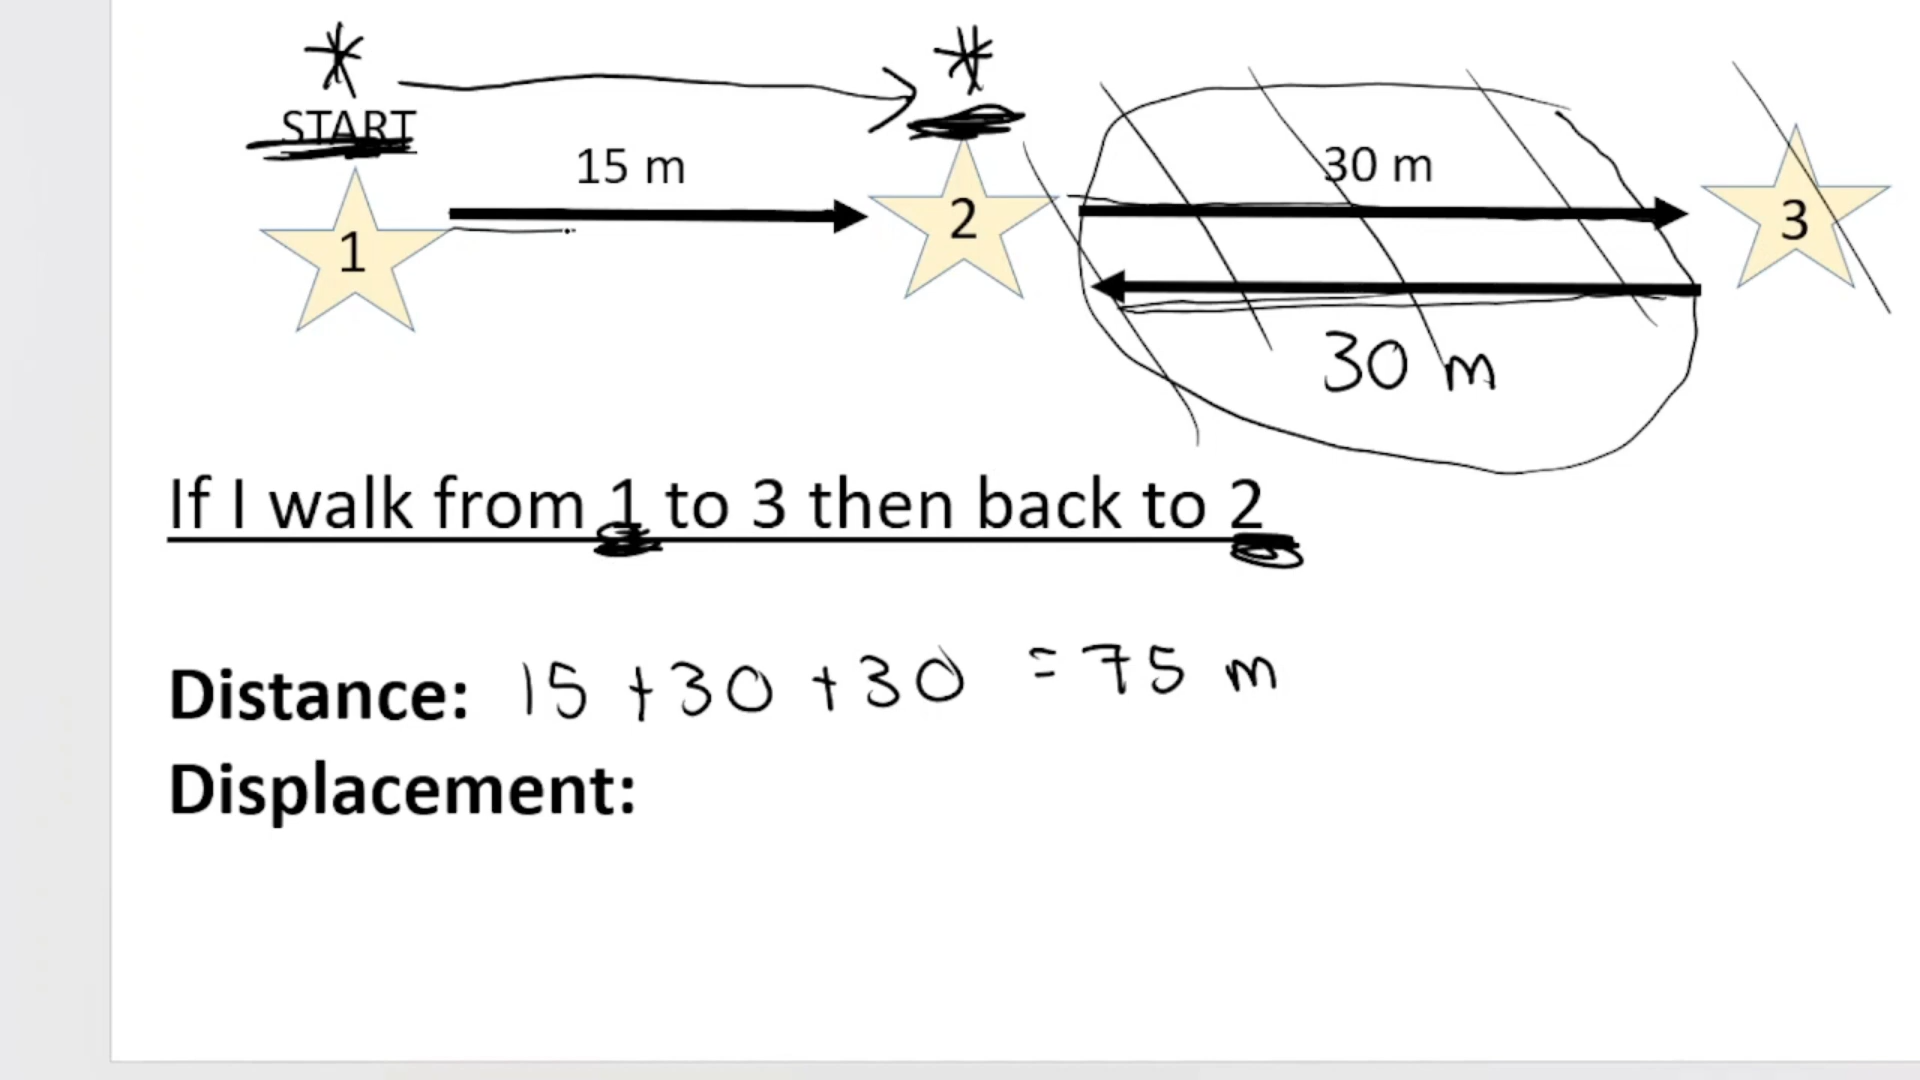 START
15 m
30 m
1
2
3
30 m
If I walk from 1 to 3 then back to 2
Distance: 15 + 30 + 30 = 75 m
Displacement: